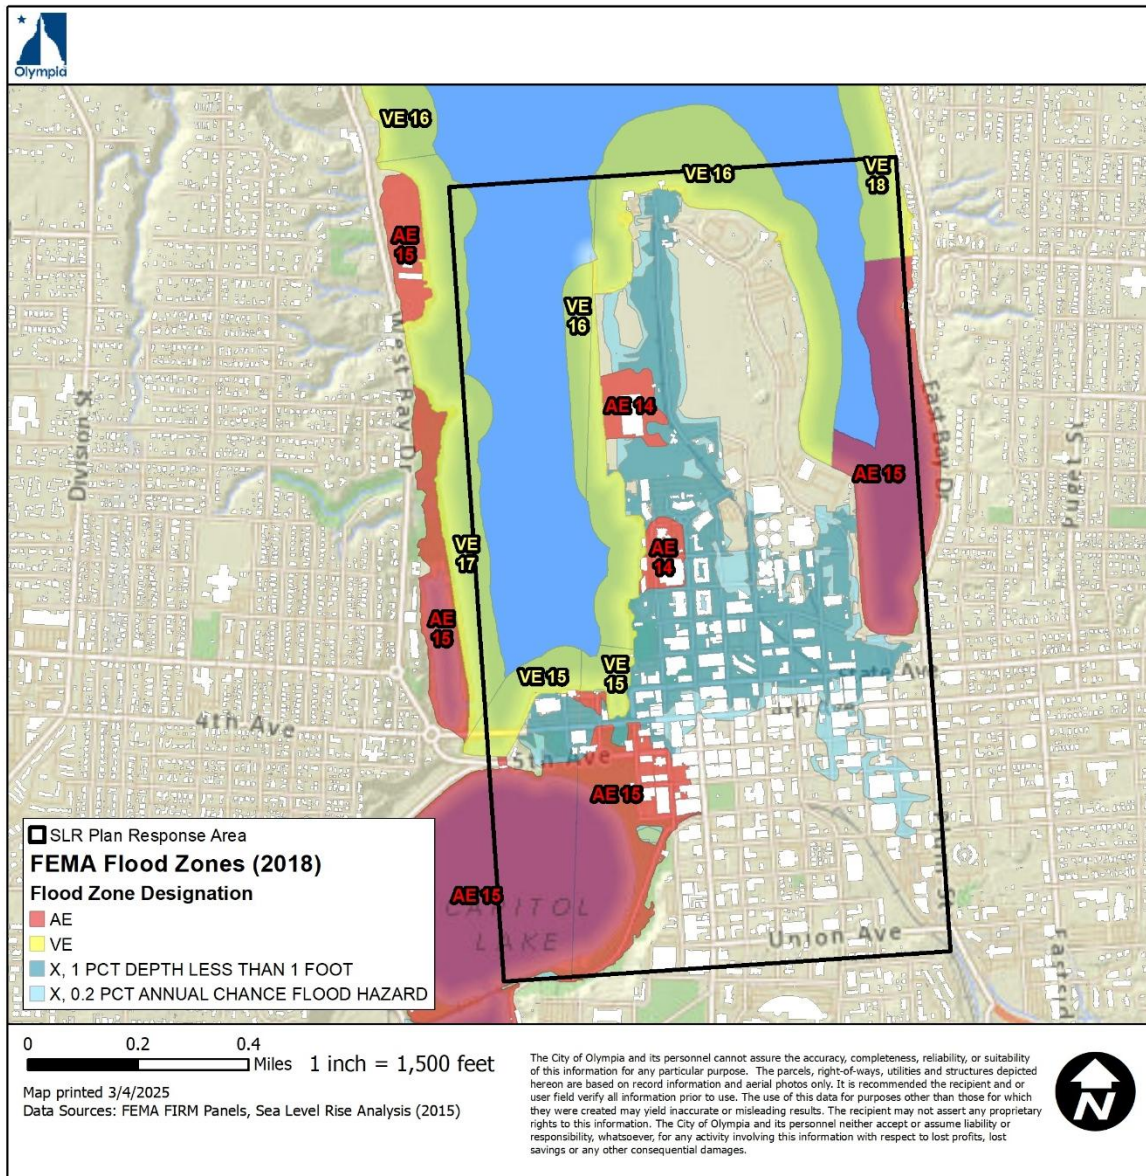 Olympia
VE 16
VE 16
VE
18
AE
15
VE
16
West Bay Dr
Division St
AE 14
East Bay Dr
Puget St
AE 15
AE
14
VE
17
AE
15
VE 15
VE
15
State Ave
4th Ave
4th Ave
5th Ave
AE 15
Plum St
AE 15
CAPITOL
LAKE
Union Ave
Eastsid
SLR Plan Response Area
FEMA Flood Zones (2018)
Flood Zone Designation
AE
VE
X, 1 PCT DEPTH LESS THAN 1 FOOT
X, 0.2 PCT ANNUAL CHANCE FLOOD HAZARD
0 0.2 0.4
Miles 1 inch = 1,500 feet
Map printed 3/4/2025
Data Sources: FEMA FIRM Panels, Sea Level Rise Analysis (2015)
The City of Olympia and its personnel cannot assure the accuracy, completeness, reliability, or suitability
of this information for any particular purpose. The parcels, right-of-ways, utilities and structures depicted
hereon are based on record information and aerial photos only. It is recommended the recipient and or
user field verify all information prior to use. The use of this data for purposes other than those for which
they were created may yield inaccurate or misleading results. The recipient may not assert any proprietary
rights to this information. The City of Olympia and its personnel neither accept or assume liability or
responsibility, whatsoever, for any activity involving this information with respect to lost profits, lost
savings or any other consequential damages.
N